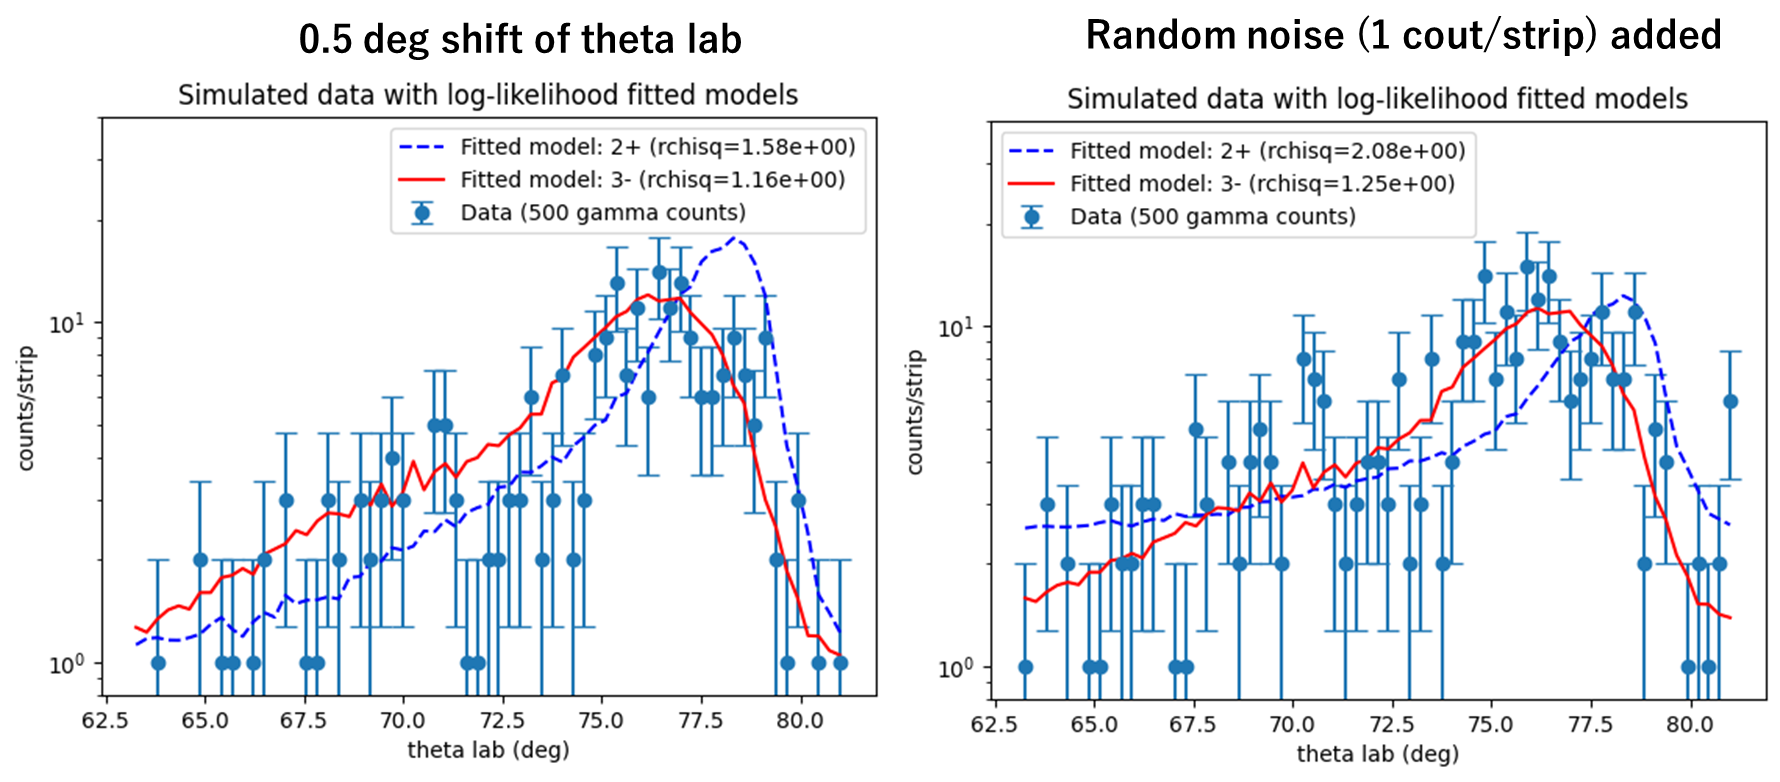 0.5 deg shift of theta lab
Simulated data with log-likelihood fitted models
Fitted model: 2+ (rchisq=1.58e+00)
Fitted model: 3- (rchisq=1.16e+00)
Data (500 gamma counts)
counts/strip
10¹
10⁰
62.5 65.0 67.5 70.0 72.5 75.0 77.5 80.0
theta lab (deg)
Random noise (1 cout/strip) added
Simulated data with log-likelihood fitted models
Fitted model: 2+ (rchisq=2.08e+00)
Fitted model: 3- (rchisq=1.25e+00)
Data (500 gamma counts)
counts/strip
10¹
10⁰
62.5 65.0 67.5 70.0 72.5 75.0 77.5 80.0
theta lab (deg)